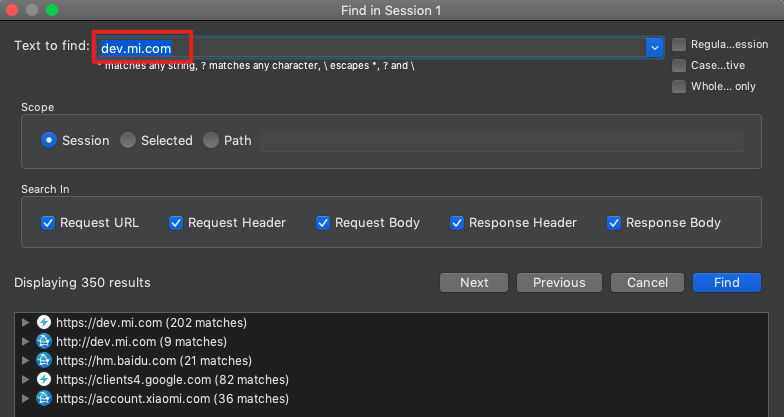 Find in Session 1
Text to find: dev.mi.com
Regula...ession
* matches any string, ? matches any character, \ escapes *, ? and \
Case...tive
Whole... only
Scope
Session Selected Path
Search In
Request URL Request Header Request Body Response Header Response Body
Displaying 350 results Next Previous Cancel Find
https://dev.mi.com (202 matches)
http://dev.mi.com (9 matches)
https://hm.baidu.com (21 matches)
https://clients4.google.com (82 matches)
https://account.xiaomi.com (36 matches)